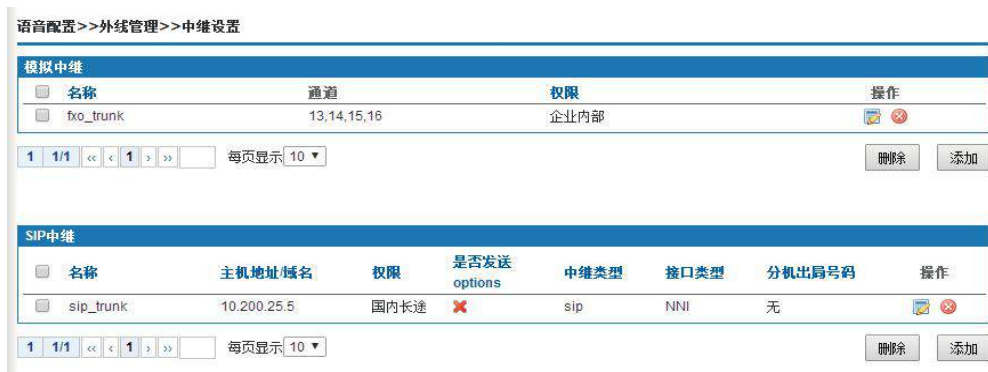 语音配置>>外线管理>>中继设置
模拟中继
名称 通道 权限 操作
fxo_trunk 13,14,15,16 企业内部
1 1/1 « ‹ 1 › » 每页显示 10 ▼ 删除 添加
SIP中继
名称 主机地址/域名 权限 是否发送 options 中继类型 接口类型 分机出局号码 操作
sip_trunk 10.200.25.5 国内长途 sip NNI 无
1 1/1 « ‹ 1 › » 每页显示 10 ▼ 删除 添加